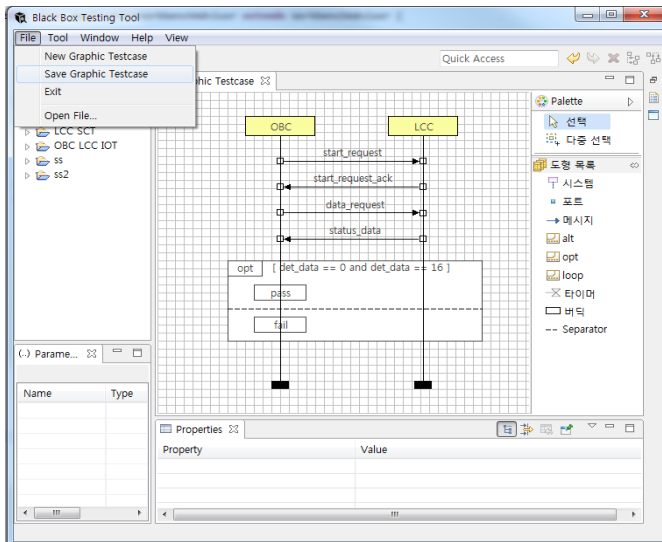 Black Box Testing Tool
File Tool Window Help View
New Graphic Testcase
Save Graphic Testcase
Exit
Open File...
Quick Access
hic Testcase
LCC SCT
OBC LCC IOT
ss
ss2
OBC
LCC
start_request
start_request_ack
data_request
status_data
opt
[ det_data == 0 and det_data == 16 ]
pass
fail
Palette
선택
다중 선택
도형 목록
시스템
포트
메시지
alt
opt
loop
타이머
버딕
Separator
(..) Parame...
Name Type
Properties
Property Value